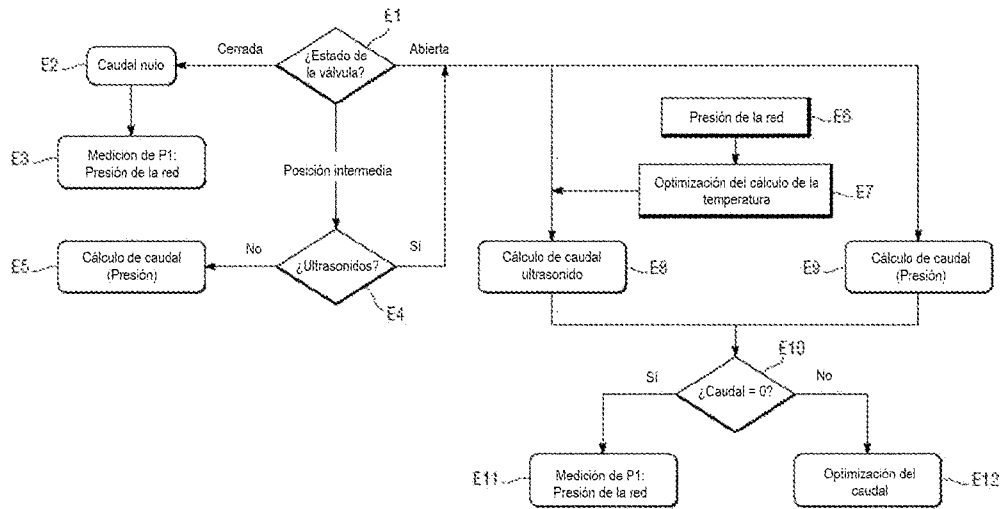 E1
¿Estado de
la válvula?
Cerrada
Abierta
E2
Caudal nulo
E3
Medición de P1:
Presión de la red
Posición intermedia
Presión de la red
E6
Optimización del cálculo de la
temperatura
E7
E5
Cálculo de caudal
(Presión)
No
¿Ultrasonidos?
Sí
E4
Cálculo de caudal
ultrasonido
E8
E9
Cálculo de caudal
(Presión)
E10
Sí
¿Caudal = 0?
No
E11
Medición de P1:
Presión de la red
Optimización del
caudal
E12